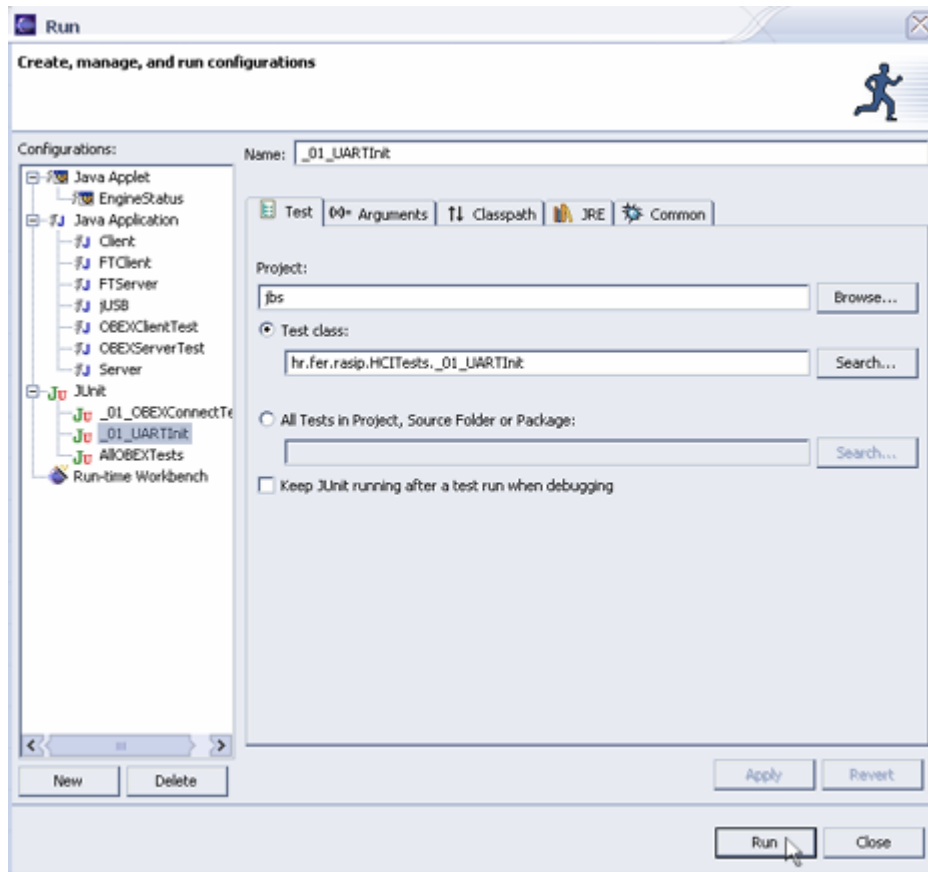 Run
Create, manage, and run configurations
Configurations:
Java Applet
EngineStatus
Java Application
Client
FTClient
FTServer
jUSB
OBEXClientTest
OBEXServerTest
Server
JUnit
_01_OBEXConnectTe
_01_UARTInit
AllOBEXTests
Run-time Workbench
New Delete
Name: _01_UARTInit
Test Arguments Classpath JRE Common
Project:
jbs Browse...
Test class:
hr.fer.rasip.HCITests._01_UARTInit Search...
All Tests in Project, Source Folder or Package:
Search...
Keep JUnit running after a test run when debugging
Apply Revert
Run Close